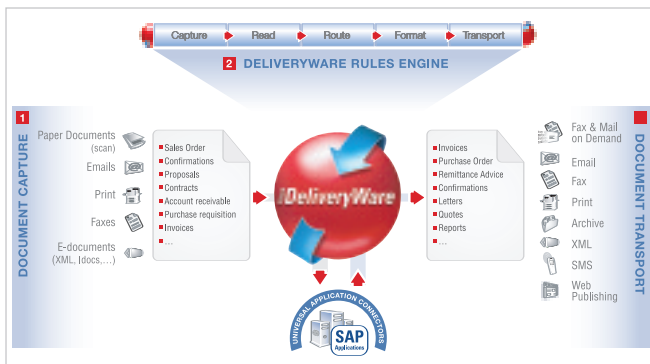 Capture
Read
Route
Format
Transport
2 DELIVERYWARE RULES ENGINE
1
DOCUMENT CAPTURE
Paper Documents
(scan)
Emails
Print
Faxes
E-documents
(XML, Idocs,...)
Sales Order
Confirmations
Proposals
Contracts
Account receivable
Purchase requisition
Invoices
...
iDeliveryWare
Invoices
Purchase Order
Remittance Advice
Confirmations
Letters
Quotes
Reports
...
Fax & Mail
on Demand
Email
Fax
Print
Archive
XML
SMS
Web
Publishing
DOCUMENT TRANSPORT
UNIVERSAL APPLICATION CONNECTORS
SAP
Applications